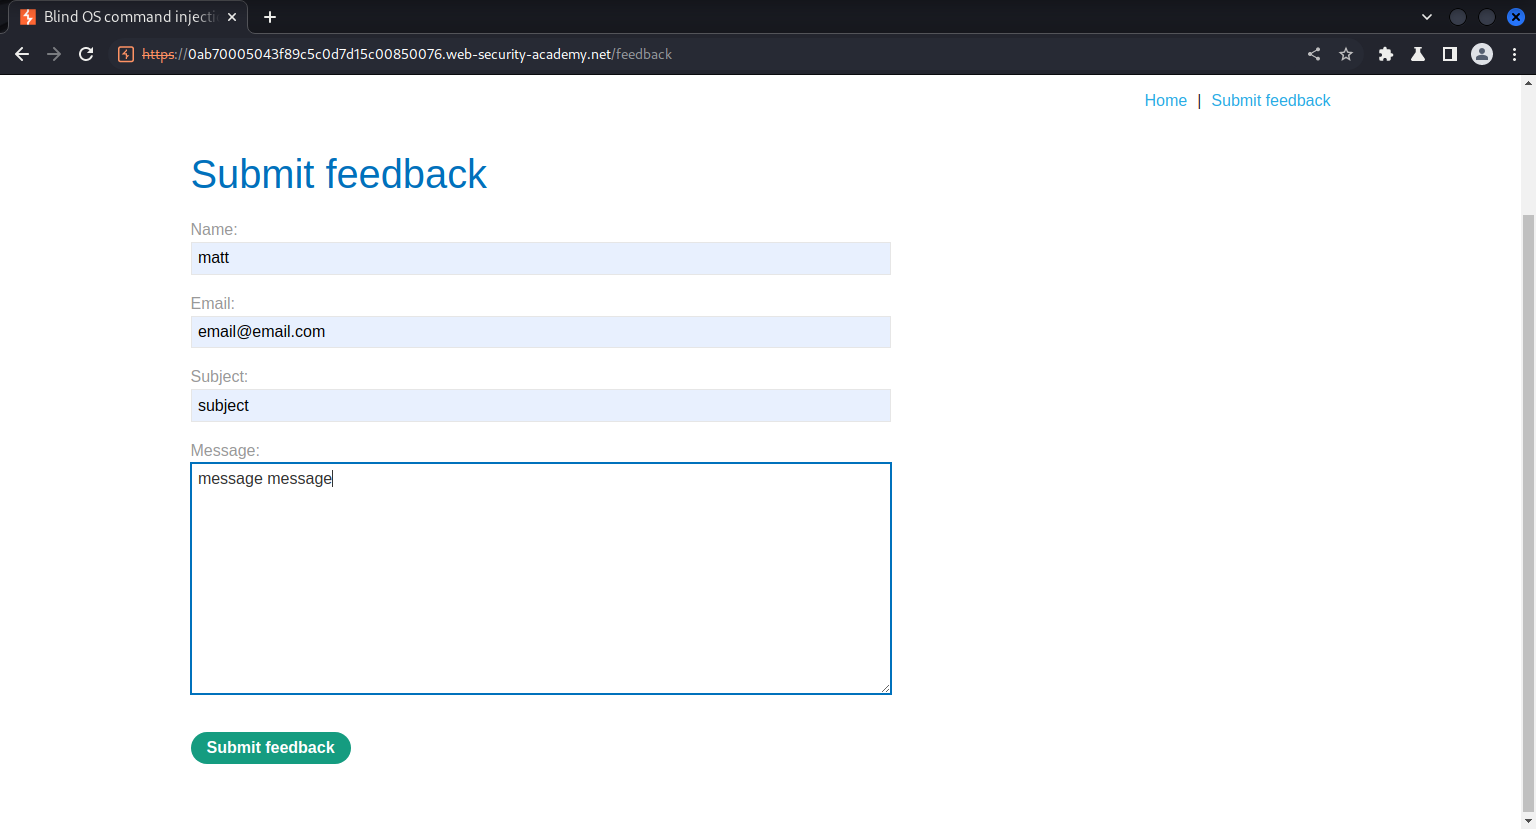 Blind OS command injecti
https://0ab70005043f89c5c0d7d15c00850076.web-security-academy.net/feedback
Home | Submit feedback
Submit feedback
Name:
matt
Email:
email@email.com
Subject:
subject
Message:
message message
Submit feedback